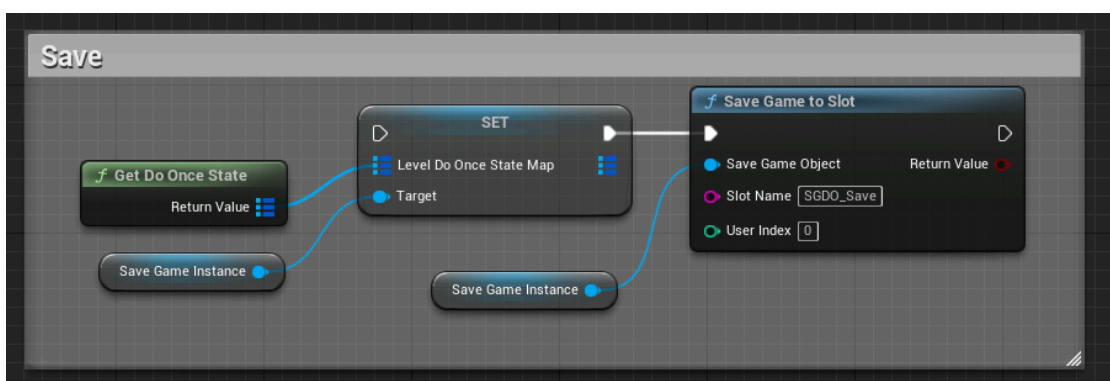 Save
SET
Level Do Once State Map
Target
f Get Do Once State
Return Value
Save Game Instance
Save Game Instance
f Save Game to Slot
Save Game Object
Return Value
Slot Name SGDO_Save
User Index 0